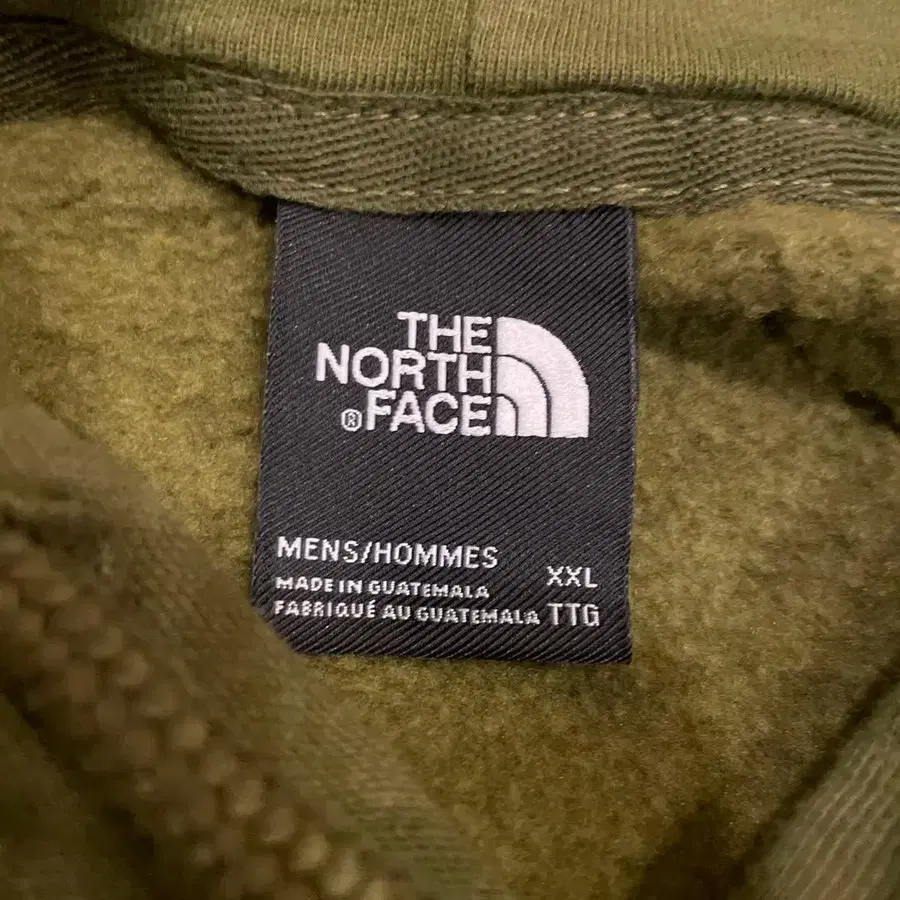 THE
NORTH
®FACE
MENS/HOMMES
MADE IN GUATEMALA
FABRIQUÉ AU GUATEMALA
XXL
TTG